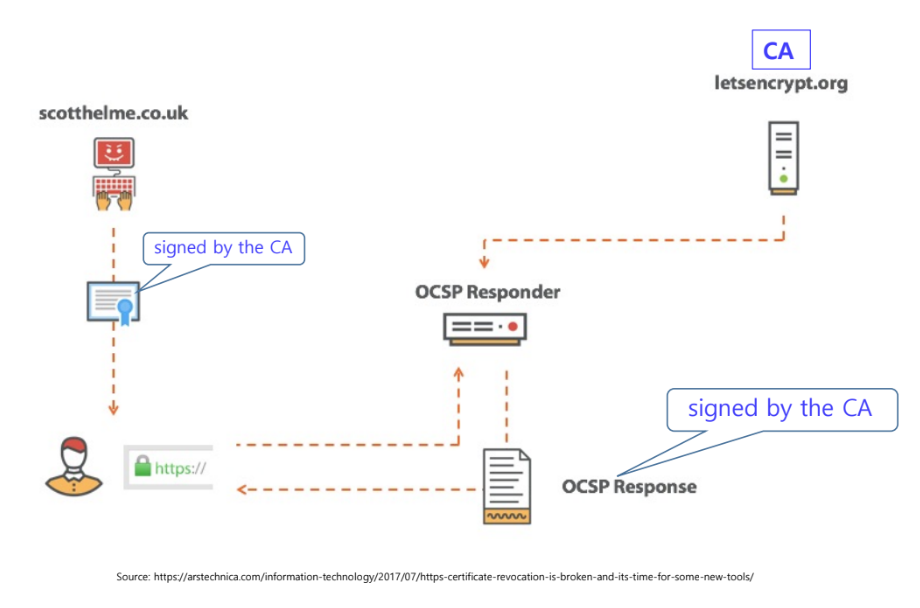 CA
letsencrypt.org
scotthelme.co.uk
signed by the CA
OCSP Responder
signed by the CA
https://
OCSP Response
Source: https://arstechnica.com/information-technology/2017/07/https-certificate-revocation-is-broken-and-its-time-for-some-new-tools/